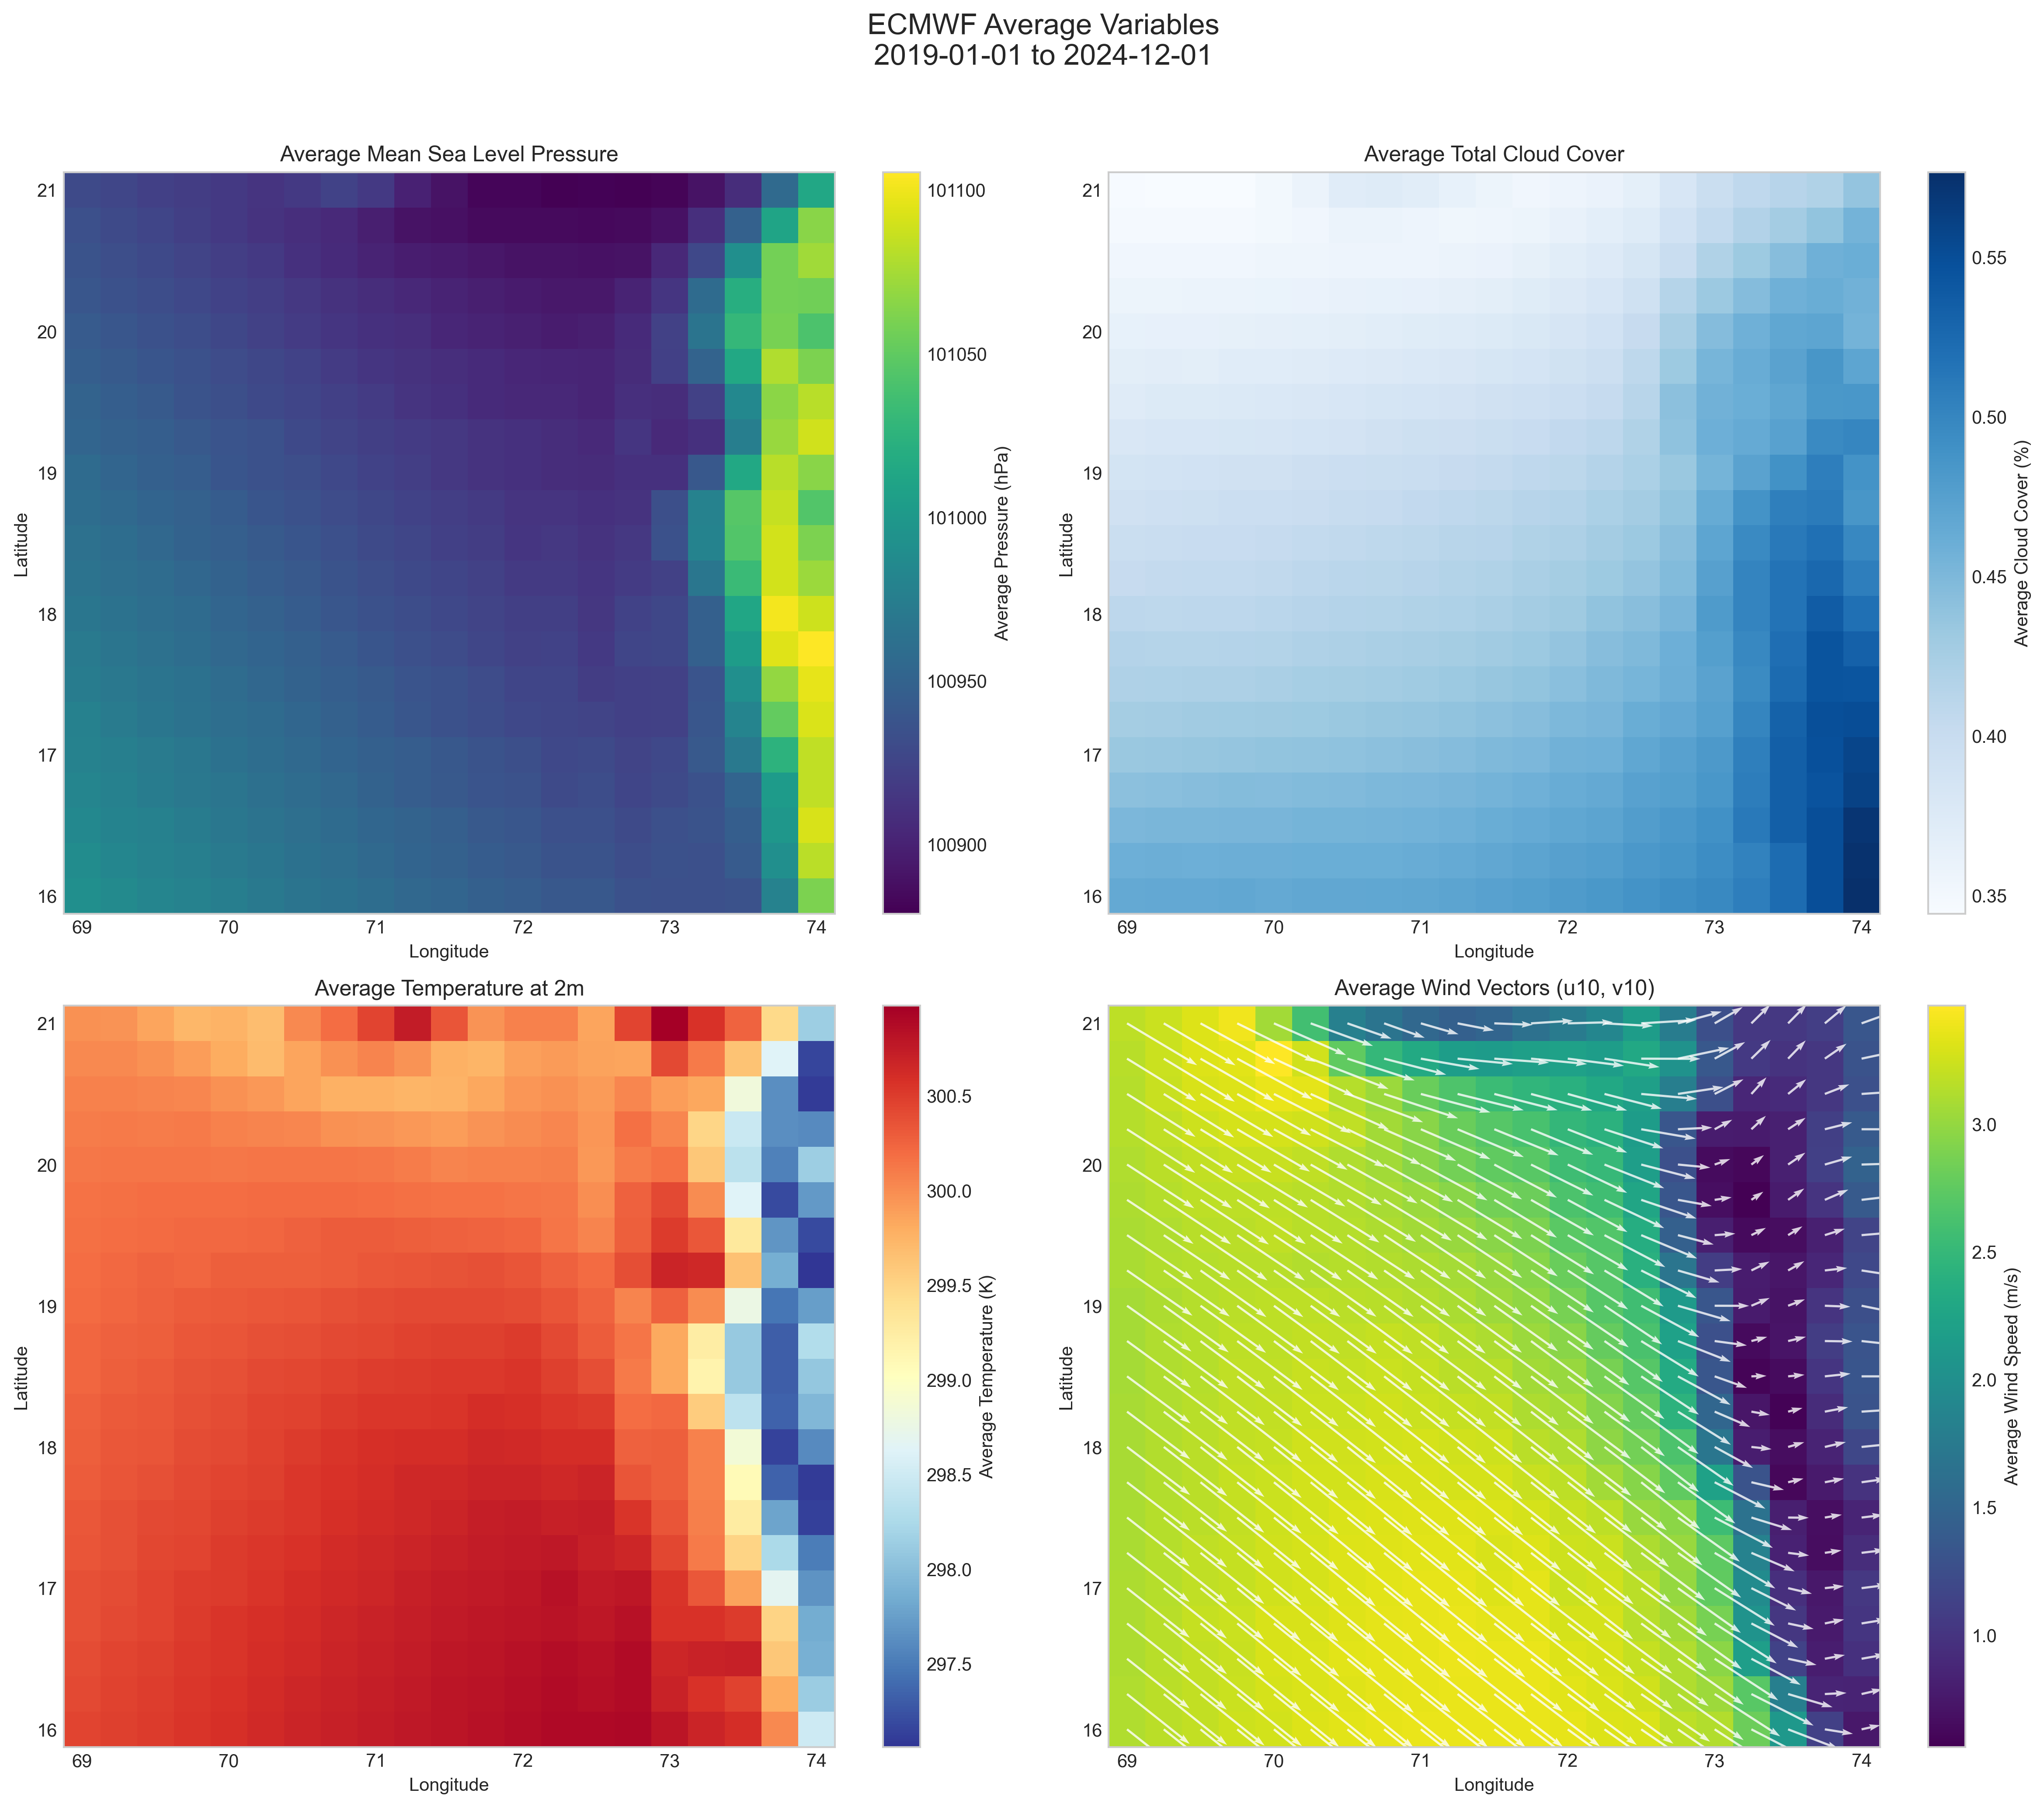 ECMWF Average Variables
2019-01-01 to 2024-12-01
Average Mean Sea Level Pressure
21
20
19
18
17
16
Latitude
69 70 71 72 73 74
Longitude
101100
101050
101000
100950
100900
Average Pressure (hPa)
Average Total Cloud Cover
21
20
19
18
17
16
Latitude
69 70 71 72 73 74
Longitude
0.55
0.50
0.45
0.40
0.35
Average Cloud Cover (%)
Average Temperature at 2m
21
20
19
18
17
16
Latitude
69 70 71 72 73 74
Longitude
300.5
300.0
299.5
299.0
298.5
298.0
297.5
Average Temperature (K)
Average Wind Vectors (u10, v10)
21
20
19
18
17
16
Latitude
69 70 71 72 73 74
Longitude
3.0
2.5
2.0
1.5
1.0
Average Wind Speed (m/s)